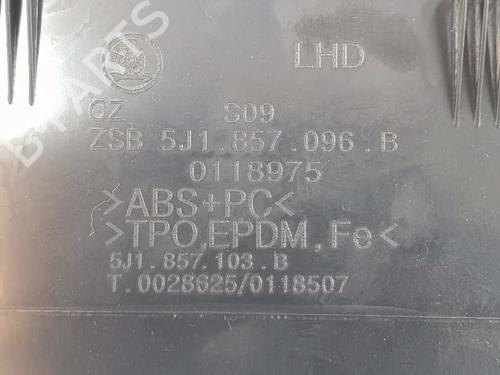 LHD
CZ S09
ZSB 5J1.857.096.B
0118975
>ABS+PC<
>TPO,EPDM,Fe<
5J1.857.103.B
T.0028625/0118507